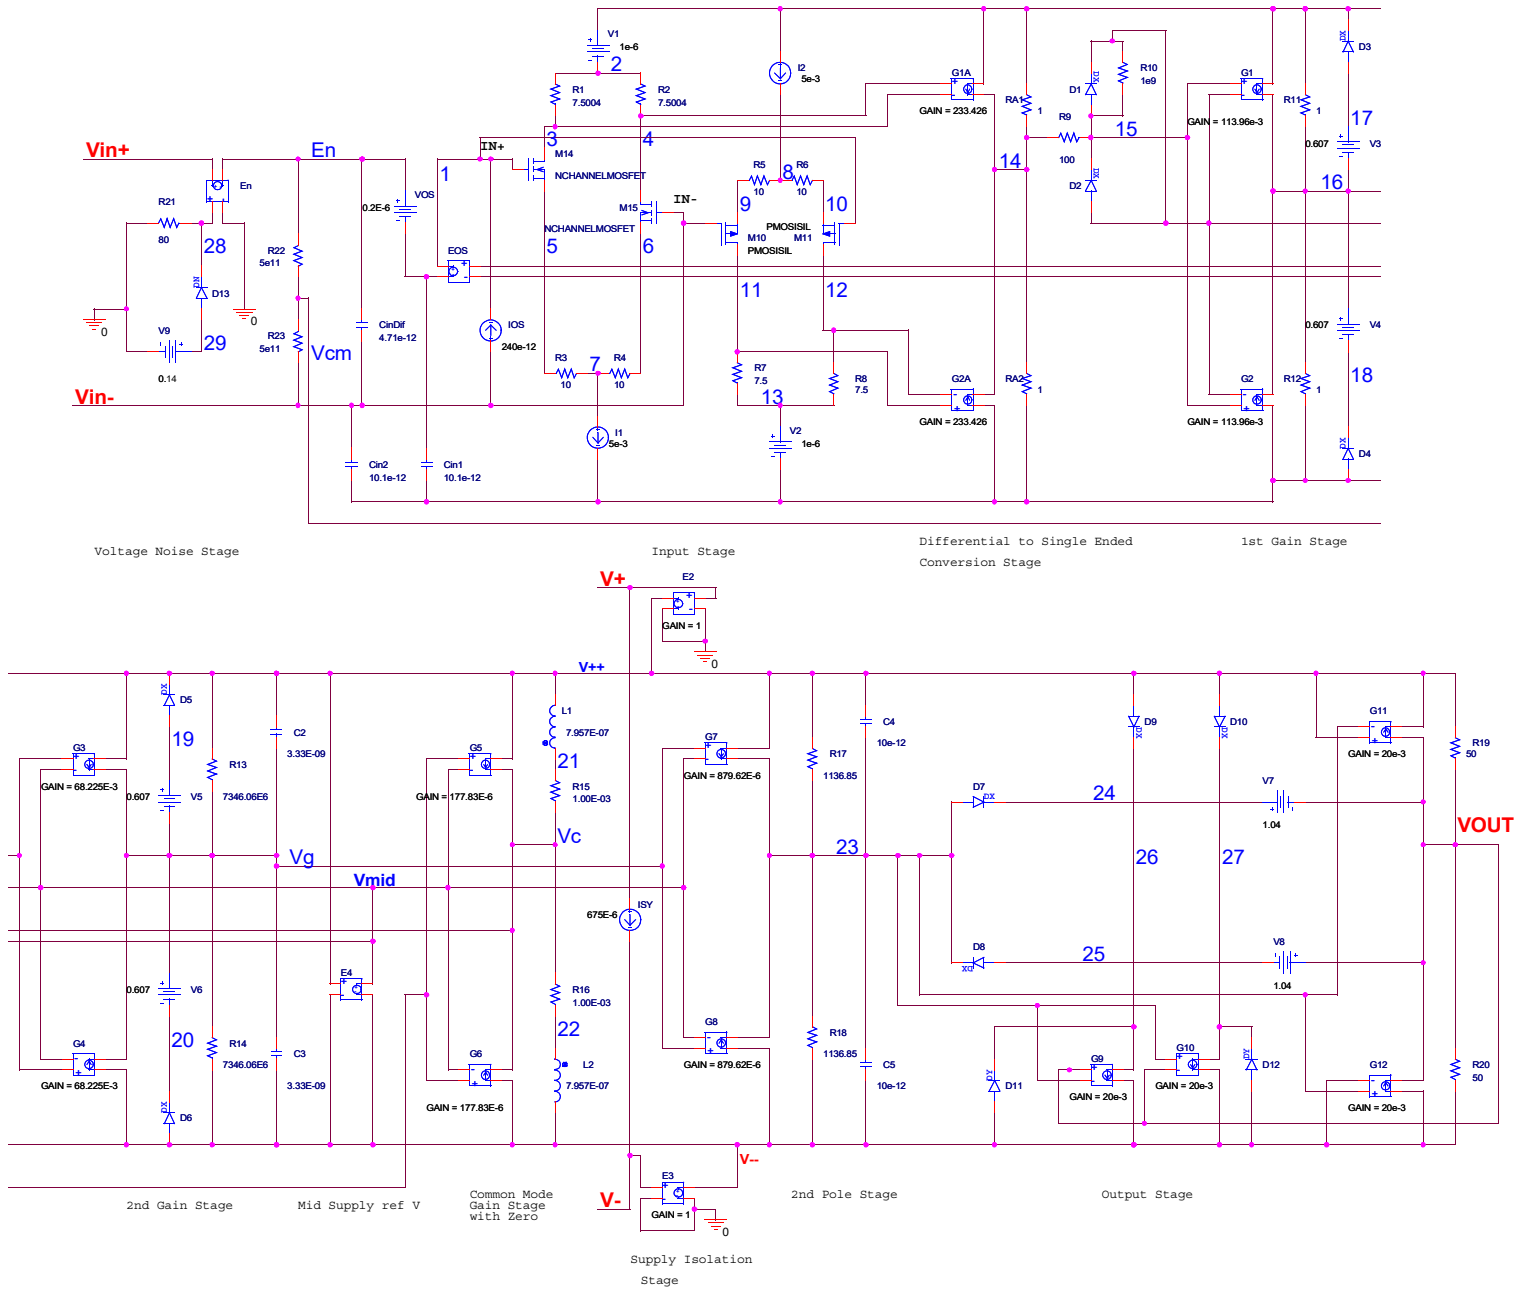 V1
1e-6
2
R1
7.5004
R2
7.5004
I2
5e-3
G1A
GAIN = 233.426
RA1
1
DX
D1
R10
1e9
G1
GAIN = 113.96e-3
R11
1
DX
D3
17
0.607
V3
Vin+
En
En
R21
80
28
DN
D13
0
V9
29
0.14
0
R22
5e11
R23
5e11
Vcm
Vin-
CinDif
4.71e-12
VOS
0.2E-6
1
EOS
IN+
3
M14
NCHANNELMOSFET
4
M15
IN-
NCHANNELMOSFET
5
6
IOS
240e-12
R3
10
7
R4
10
I1
5e-3
Cin2
10.1e-12
Cin1
10.1e-12
R5
10
8
R6
10
9
10
PMOSISIL
M10
M11
PMOSISIL
11
12
R7
7.5
R8
7.5
13
V2
1e-6
14
R9
100
15
D2
DX
16
G2A
GAIN = 233.426
RA2
1
G2
GAIN = 113.96e-3
R12
1
0.607
V4
18
DX
D4
Voltage Noise Stage
Input Stage
Differential to Single Ended
Conversion Stage
1st Gain Stage
V+
E2
GAIN = 1
0
V++
G3
GAIN = 68.225E-3
DX
D5
19
0.607
V5
R13
7346.06E6
C2
3.33E-09
Vg
Vmid
G5
GAIN = 177.83E-6
L1
7.957E-07
21
R15
1.00E-03
Vc
G7
GAIN = 879.62E-6
R17
1136.85
C4
10e-12
23
D7
DX
24
V7
1.04
D9
DX
D10
DX
26
27
G11
GAIN = 20e-3
R19
50
VOUT
675E-6
ISY
G4
GAIN = 68.225E-3
0.607
V6
20
DX
D6
R14
7346.06E6
C3
3.33E-09
E4
G6
GAIN = 177.83E-6
R16
1.00E-03
22
L2
7.957E-07
G8
GAIN = 879.62E-6
R18
1136.85
C5
10e-12
D8
DX
25
V8
1.04
D11
DY
G9
GAIN = 20e-3
G10
GAIN = 20e-3
DY
D12
G12
GAIN = 20e-3
R20
50
V--
V-
E3
GAIN = 1
0
2nd Gain Stage
Mid Supply ref V
Common Mode
Gain Stage
with Zero
2nd Pole Stage
Output Stage
Supply Isolation
Stage